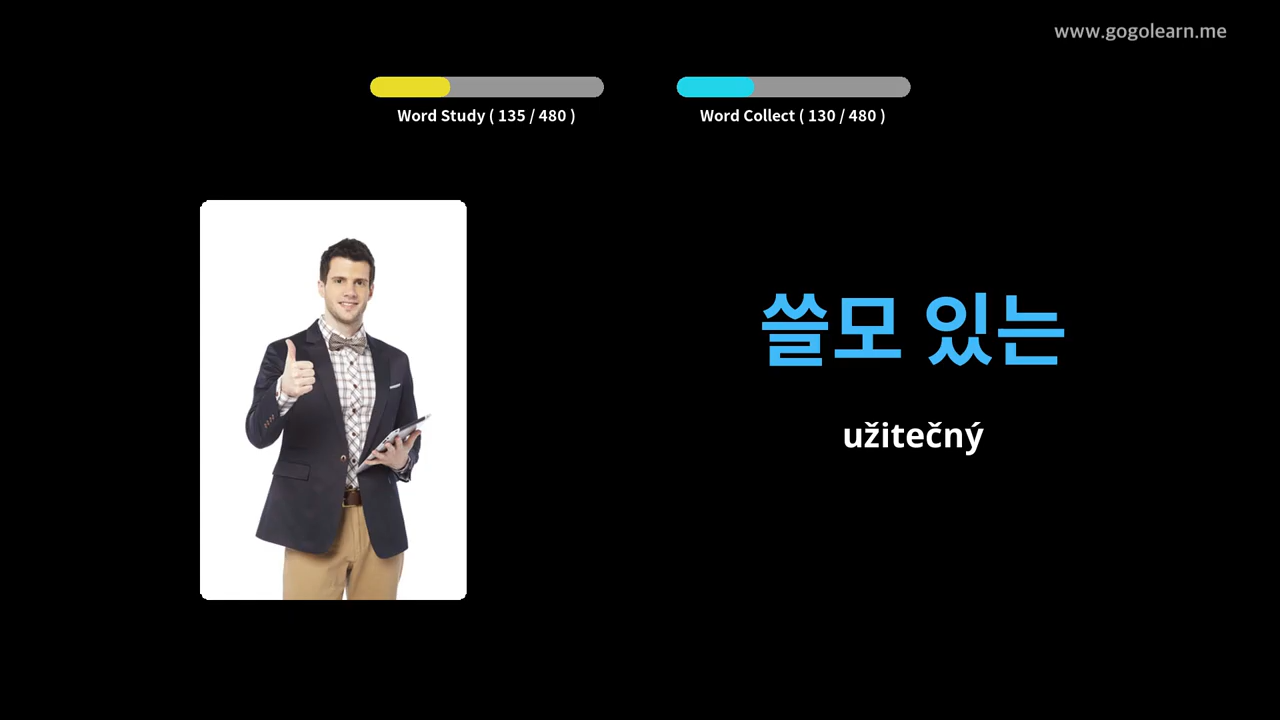 www.gogolearn.me
Word Study ( 135 / 480 )
Word Collect ( 130 / 480 )
쓸모 있는
užitečný